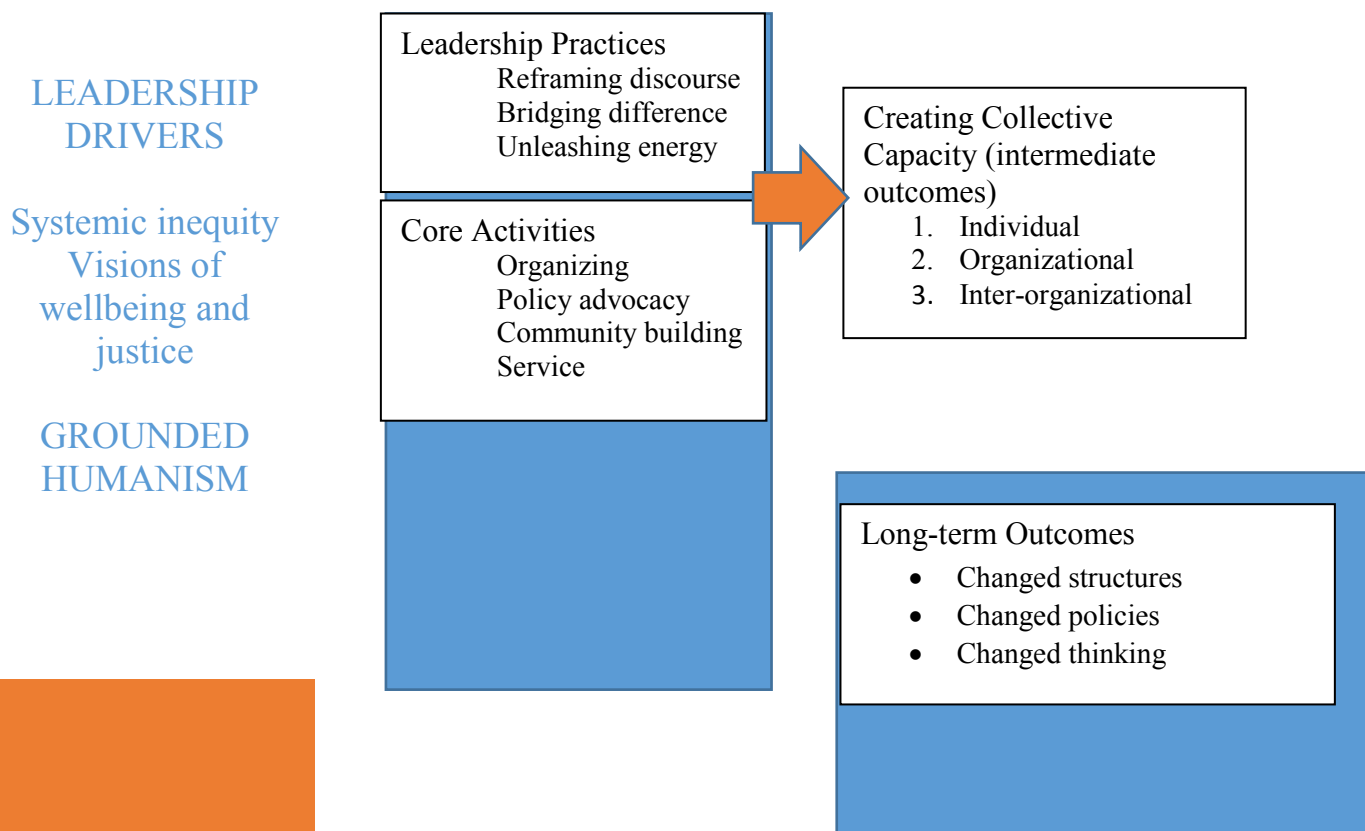 LEADERSHIP
DRIVERS
Systemic inequity
Visions of
wellbeing and
justice
GROUNDED
HUMANISM
Leadership Practices
Reframing discourse
Bridging difference
Unleashing energy
Core Activities
Organizing
Policy advocacy
Community building
Service
Creating Collective
Capacity (intermediate
outcomes)
1. Individual
2. Organizational
3. Inter-organizational
Long-term Outcomes
• Changed structures
• Changed policies
• Changed thinking